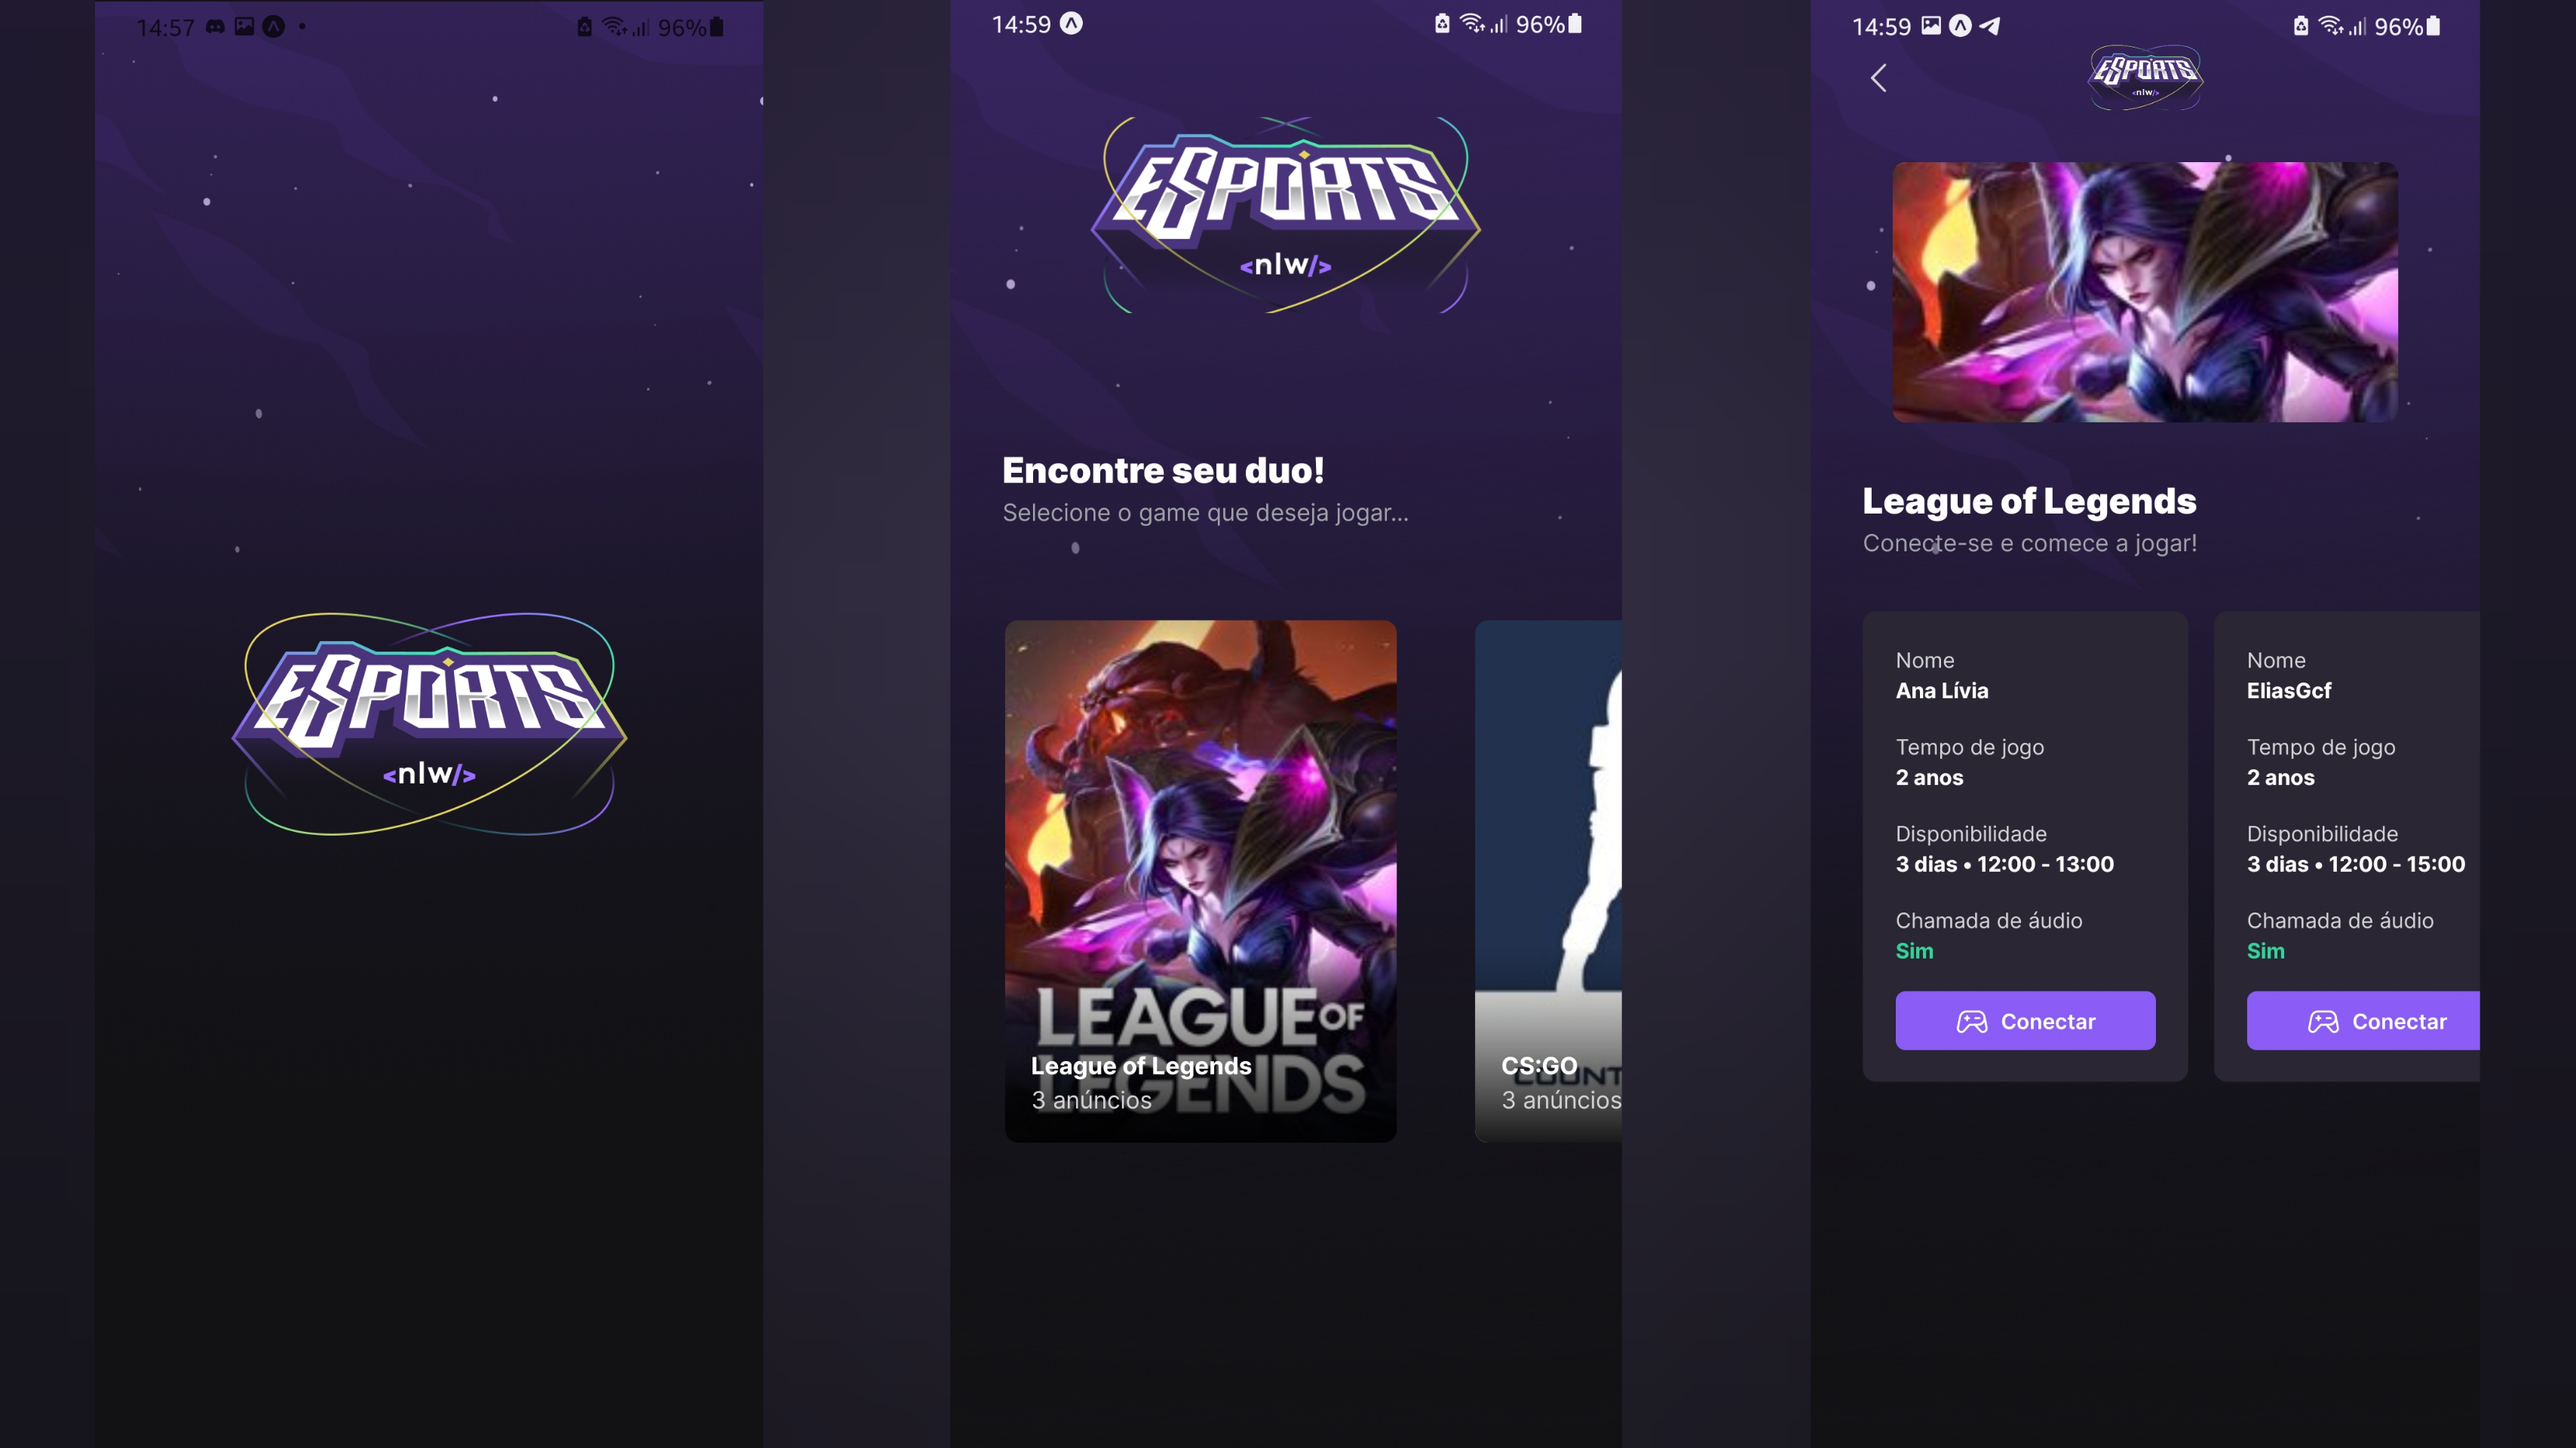 14:57
96%
ESPORTS
<nlw/>
14:59
96%
ESPORTS
<nlw/>
Encontre seu duo!
Selecione o game que deseja jogar...
LEAGUE OF
LEGENDS
League of Legends
3 anúncios
COUNT
CS:GO
3 anúncios
14:59
96%
ESPORTS
<nlw/>
League of Legends
Conecte-se e comece a jogar!
Nome
Ana Lívia
Tempo de jogo
2 anos
Disponibilidade
3 dias • 12:00 - 13:00
Chamada de áudio
Sim
Conectar
Nome
EliasGcf
Tempo de jogo
2 anos
Disponibilidade
3 dias • 12:00 - 15:00
Chamada de áudio
Sim
Conectar